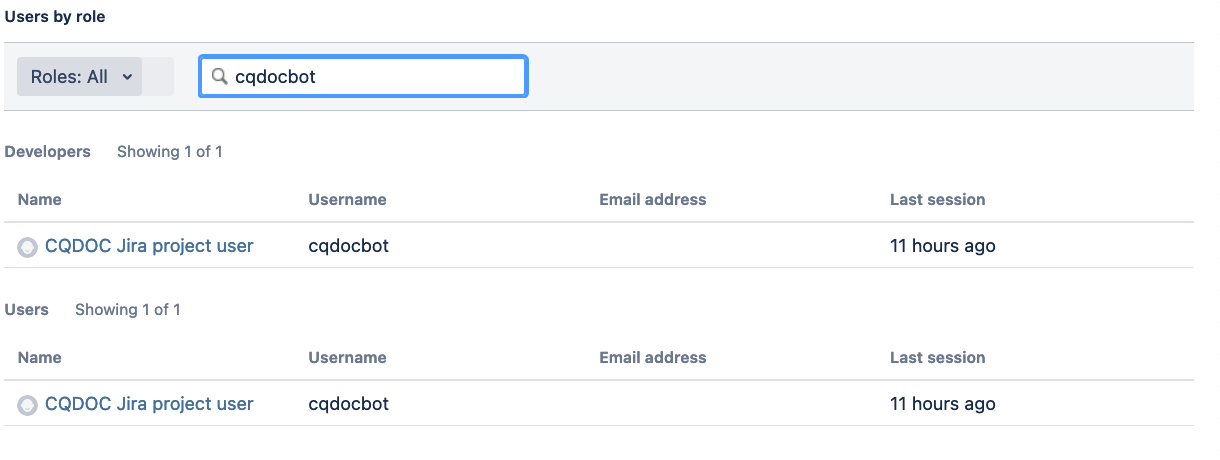 Users by role
Roles: All cqdocbot
Developers Showing 1 of 1
Name Username Email address Last session
CQDOC Jira project user cqdocbot 11 hours ago
Users Showing 1 of 1
Name Username Email address Last session
CQDOC Jira project user cqdocbot 11 hours ago